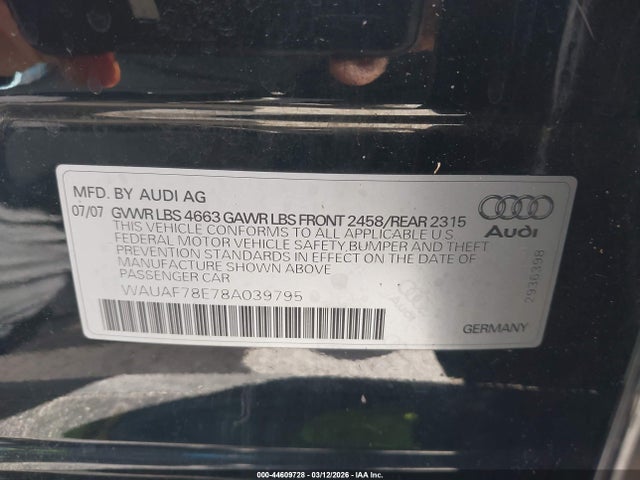 MFD. BY AUDI AG
07/07 GVWR LBS 4663 GAWR LBS FRONT 2458/REAR 2315
THIS VEHICLE CONFORMS TO ALL APPLICABLE U.S.
FEDERAL MOTOR VEHICLE SAFETY,BUMPER AND THEFT
PREVENTION STANDARDS IN EFFECT ON THE DATE OF
MANUFACTURE SHOWN ABOVE
PASSENGER CAR
WAUAF78E78A039795
Audi
2936398
Audi
GERMANY
000-44609728 - 03/12/2026 - IAA Inc.